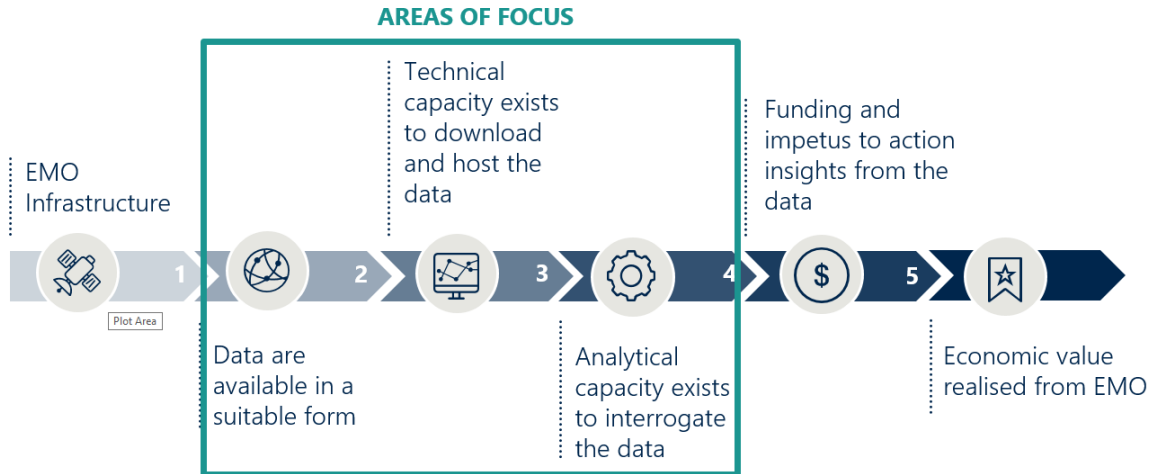 AREAS OF FOCUS
EMO
Infrastructure
1
Plot Area
Data are
available in a
suitable form
2
Technical
capacity exists
to download
and host the
data
3
Analytical
capacity exists
to interrogate
the data
4
Funding and
impetus to action
insights from the
data
$
5
Economic value
realised from EMO